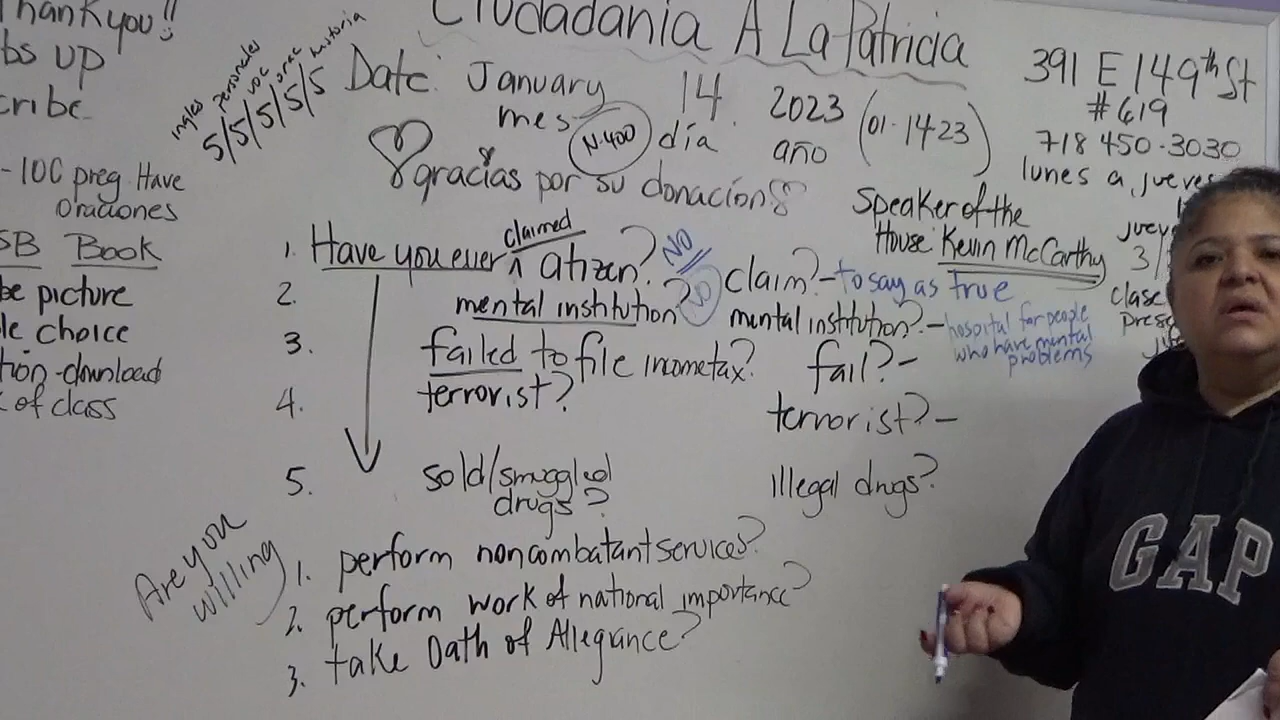 Thank you!!
bs up
cribe
Ciudadania A La Patricia
ingles personales voc orac historia
5/5/5/5/5
Date: January 14 2023 (01-14-23)
mes día año
N-400
gracias por su donación
391 E 149th St
#619
718 450-3030
lunes a jueves
- 100 preg. Have
Oraciones
SB Book
be picture
le choice
tion-download
of class
Speaker of the
House Kevin McCarthy
juev
3/
clase
prese
1. Have you ever claimed a citizen? NO
2. mental institution? NO
3. failed to file income tax?
4. terrorist?
5. sold/smuggled
drugs?
claim?- to say as true
mental institution?- hospital for people
who have mental
problems
fail?-
terrorist?-
illegal drugs?
Are you
willing
1. perform noncombatant services?
2. perform work of national importance?
3. take Oath of Allegiance?
GAP